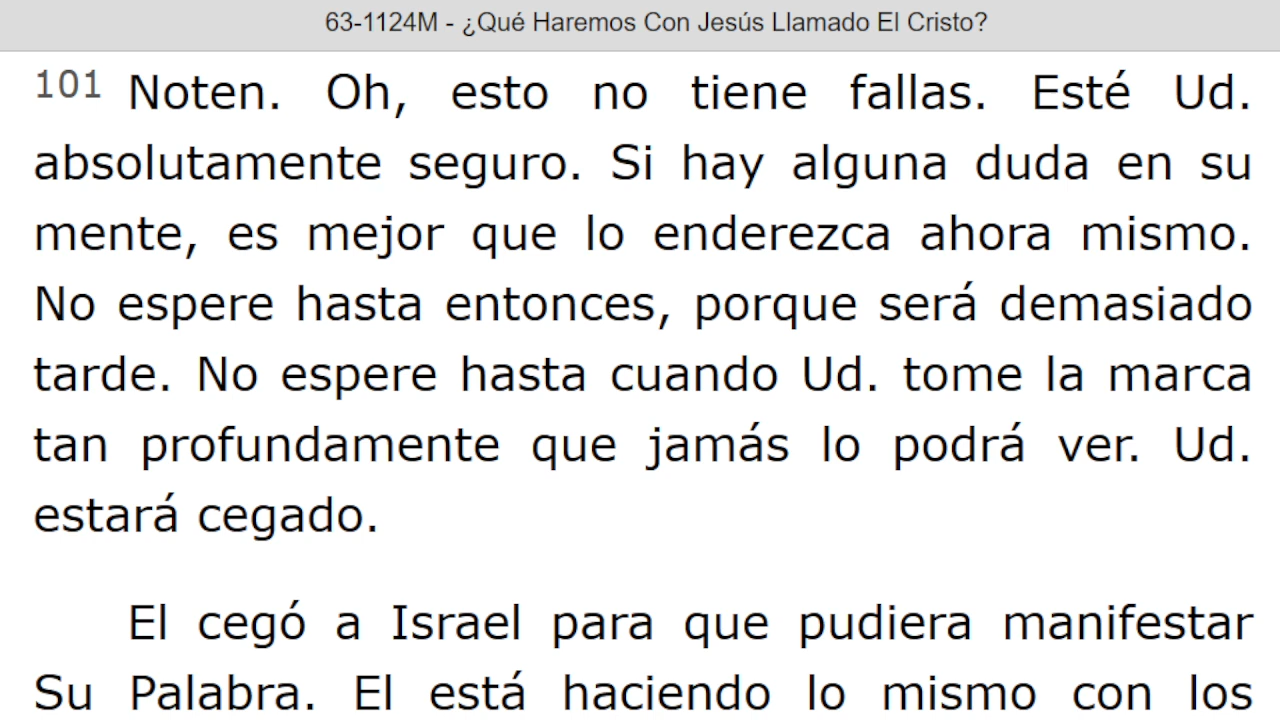 63-1124M - ¿Qué Haremos Con Jesús Llamado El Cristo?
101 Noten. Oh, esto no tiene fallas. Esté Ud.
absolutamente seguro. Si hay alguna duda en su
mente, es mejor que lo enderezca ahora mismo.
No espere hasta entonces, porque será demasiado
tarde. No espere hasta cuando Ud. tome la marca
tan profundamente que jamás lo podrá ver. Ud.
estará cegado.
El cegó a Israel para que pudiera manifestar
Su Palabra. El está haciendo lo mismo con los